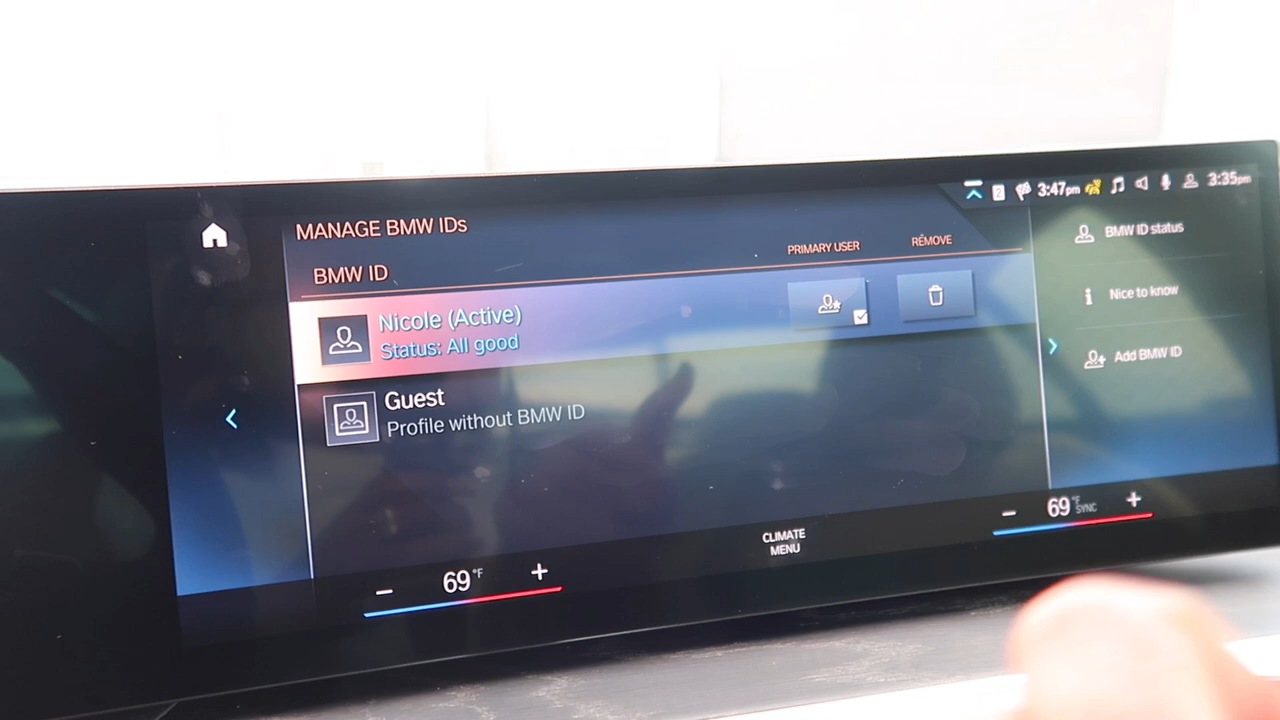 2 3:47pm 3:35pm
MANAGE BMW IDs
BMW ID
PRIMARY USER
REMOVE
Nicole (Active)
Status: All good
Guest
Profile without BMW ID
BMW ID status
Nice to know
Add BMW ID
69 °F
CLIMATE
MENU
69 °F
SYNC